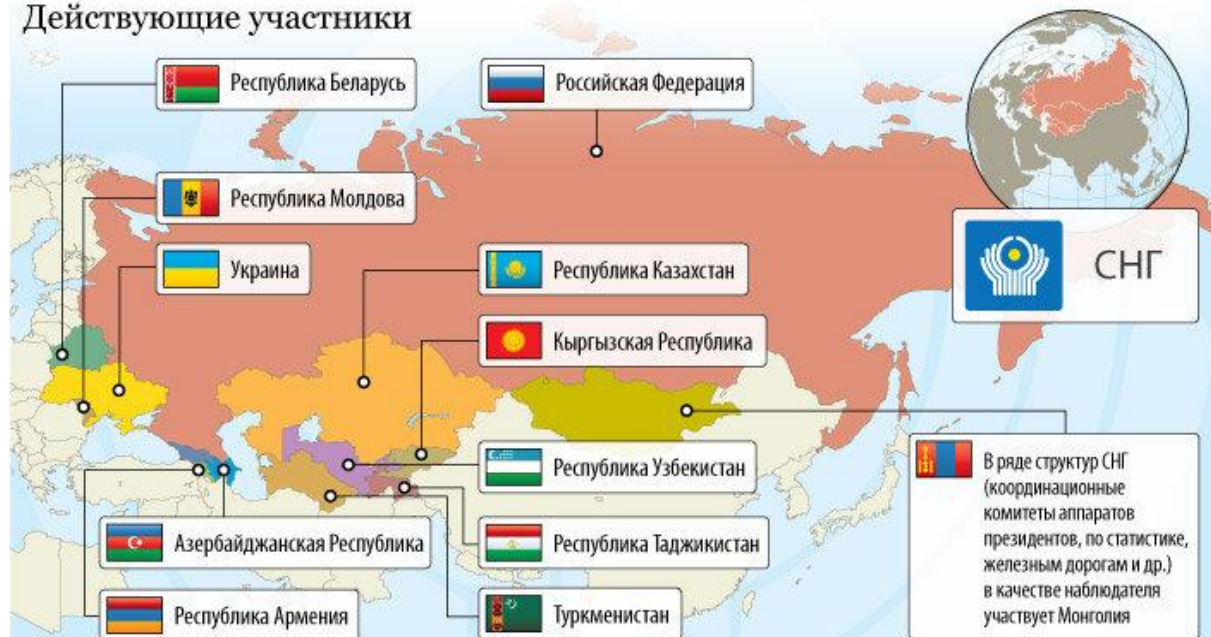 Действующие участники
Республика Беларусь
Российская Федерация
Республика Молдова
Украина
Республика Казахстан
СНГ
Кыргызская Республика
Республика Узбекистан
Азербайджанская Республика
Республика Таджикистан
Республика Армения
Туркменистан
В ряде структур СНГ
(координационные
комитеты аппаратов
президентов, по статистике,
железным дорогам и др.)
в качестве наблюдателя
участвует Монголия